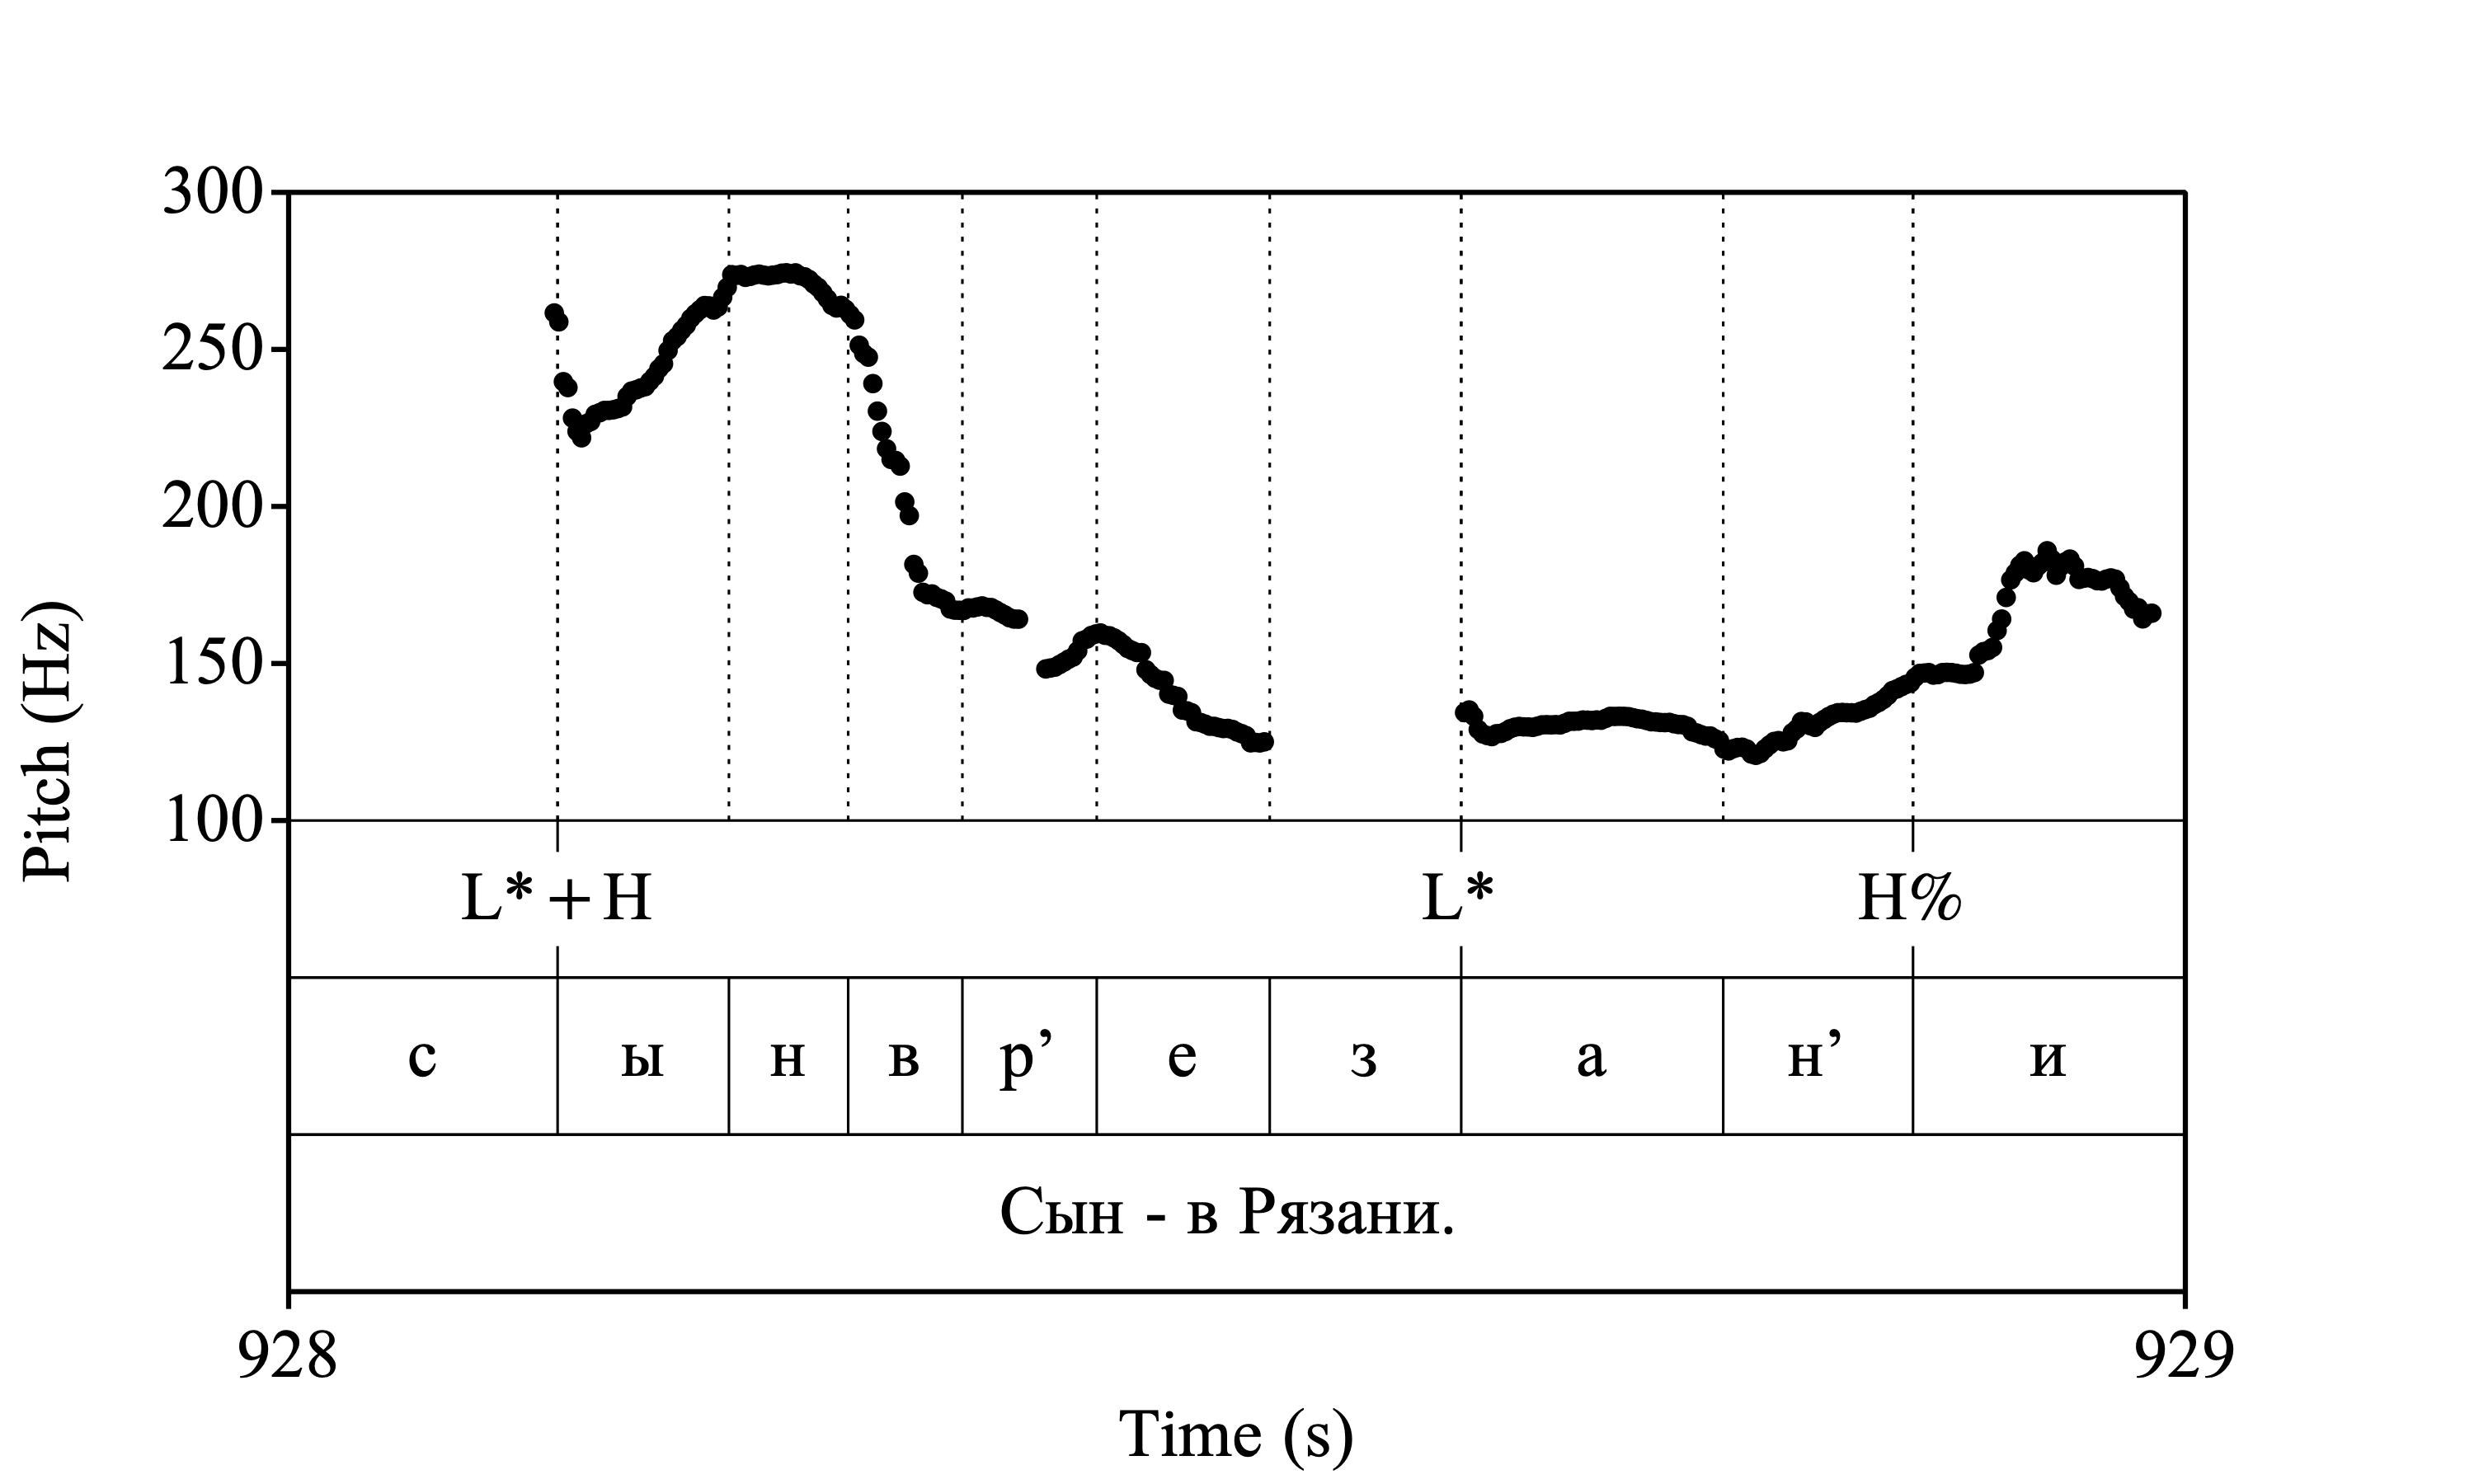 300
250
200
150
100
Pitch (Hz)
L*+H L* H%
с ы н в р’ е з а н’ и
Сын - в Рязани.
928 929
Time (s)